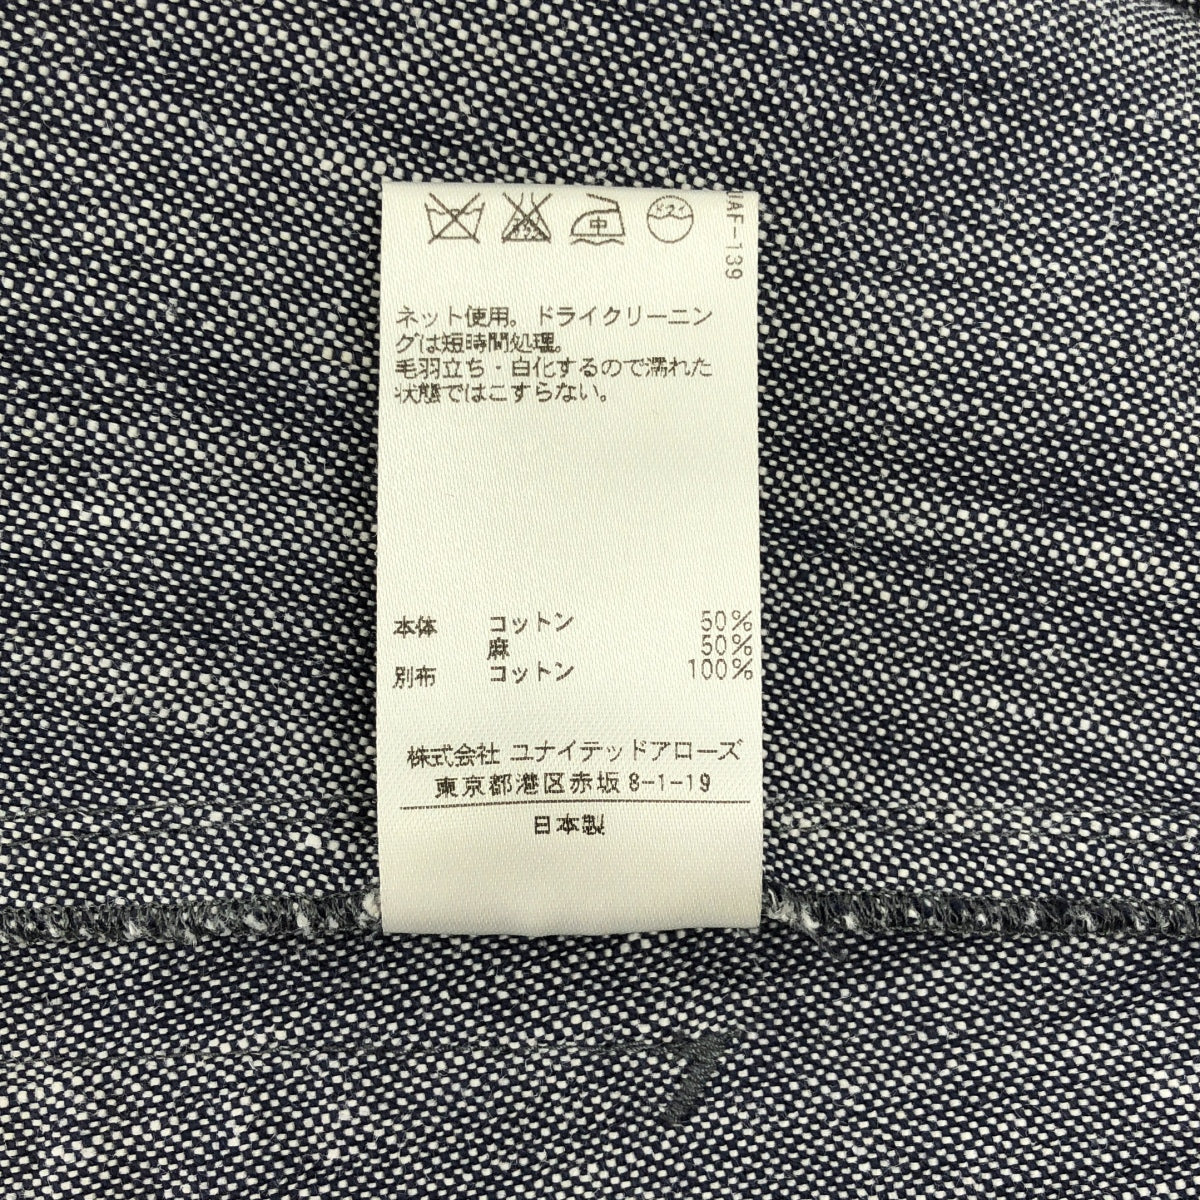 中
UAF-139
ネット使用。ドライクリーニン
グは短時間処理。
毛羽立ち・白化するので濡れた
状態ではこすらない。
本体 コットン 50%
麻 50%
別布 コットン 100%
株式会社 ユナイテッドアローズ
東京都港区赤坂 8-1-19
日本製